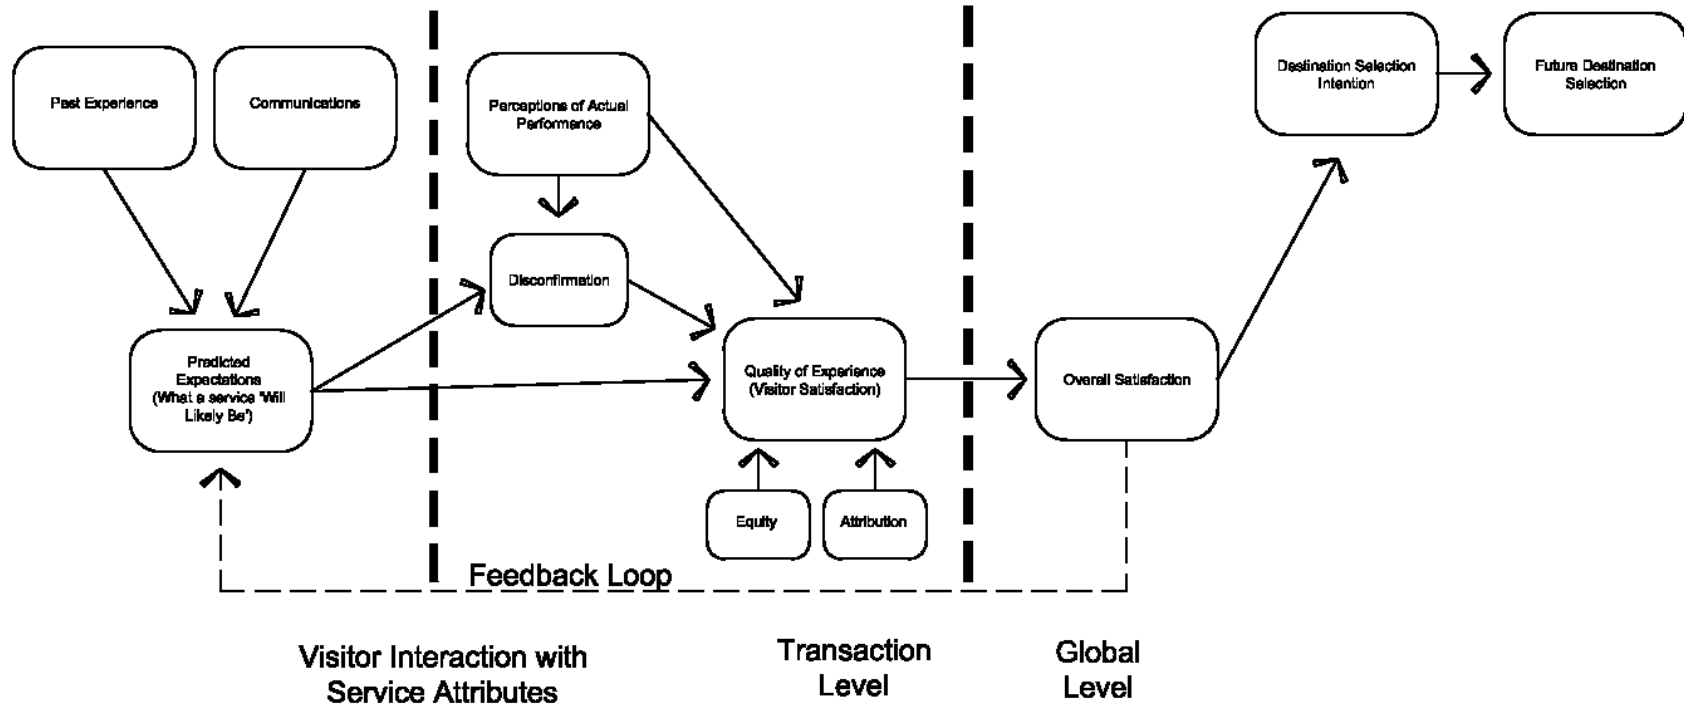 Past Experience
Communications
Perceptions of Actual
Performance
Destination Selection
Intention
Future Destination
Selection
Disconfirmation
Predicted
Expectations
(What a service 'Will
Likely Be')
Quality of Experience
(Visitor Satisfaction)
Overall Satisfaction
Equity
Attribution
Feedback Loop
Visitor Interaction with
Service Attributes
Transaction
Level
Global
Level